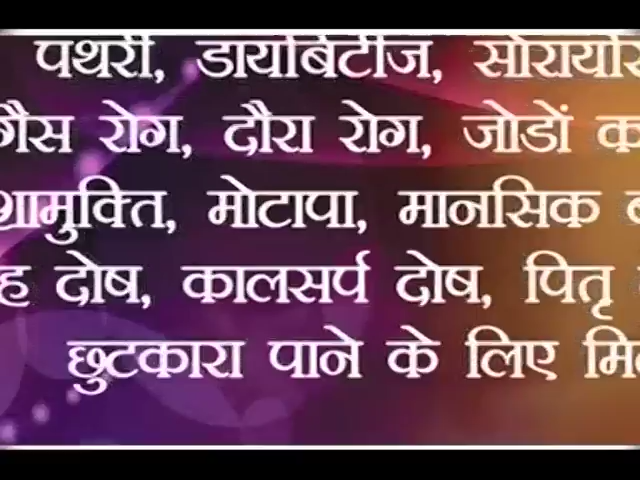 पथरी, डायबिटीज,
रोग, दौरा रोग, जोडों
मोटापा, मानसिक
दोष, कालसर्प दोष, पितृ
छुटकारा पाने के लिए